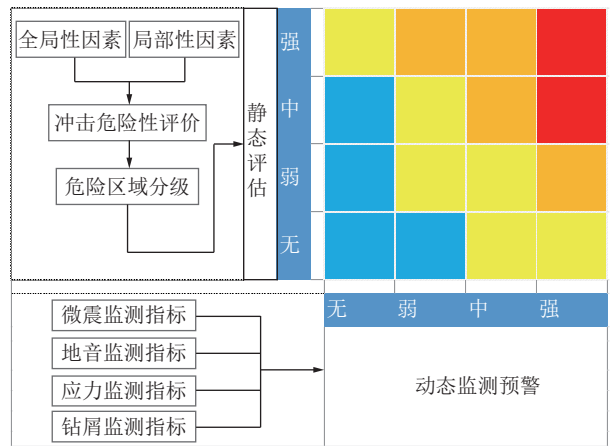 全局性因素 局部性因素
冲击危险性评价
危险区域分级
静态评估
强
中
弱
无
无 弱 中 强
微震监测指标
地音监测指标
应力监测指标
钻屑监测指标
动态监测预警